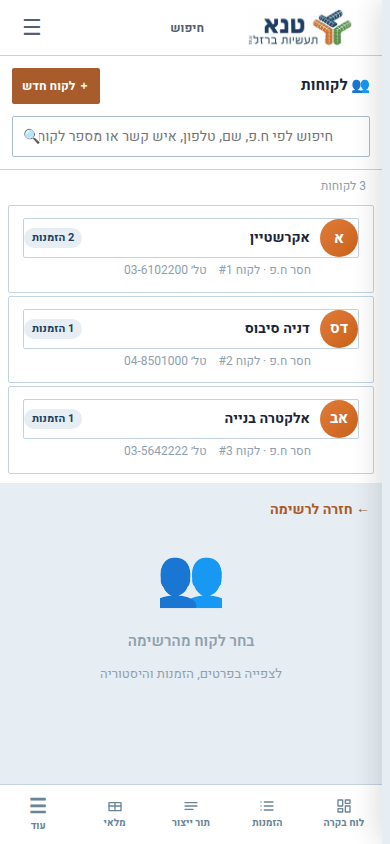 טנא
תעשיות ברזל
חיפוש
לקוחות
+ לקוח חדש
חיפוש לפי ח.פ, שם, טלפון, איש קשר או מספר לקוח
3 לקוחות
א
אקרשטיין
2 הזמנות
חסר ח.פ · לקוח #1 טל׳ 03-6102200
דס
דניה סיבוס
1 הזמנות
חסר ח.פ · לקוח #2 טל׳ 04-8501000
אב
אלקטרה בנייה
1 הזמנות
חסר ח.פ · לקוח #3 טל׳ 03-5642222
← חזרה לרשימה
בחר לקוח מהרשימה
לצפייה בפרטים, הזמנות והיסטוריה
לוח בקרה
הזמנות
תור ייצור
מלאי
עוד